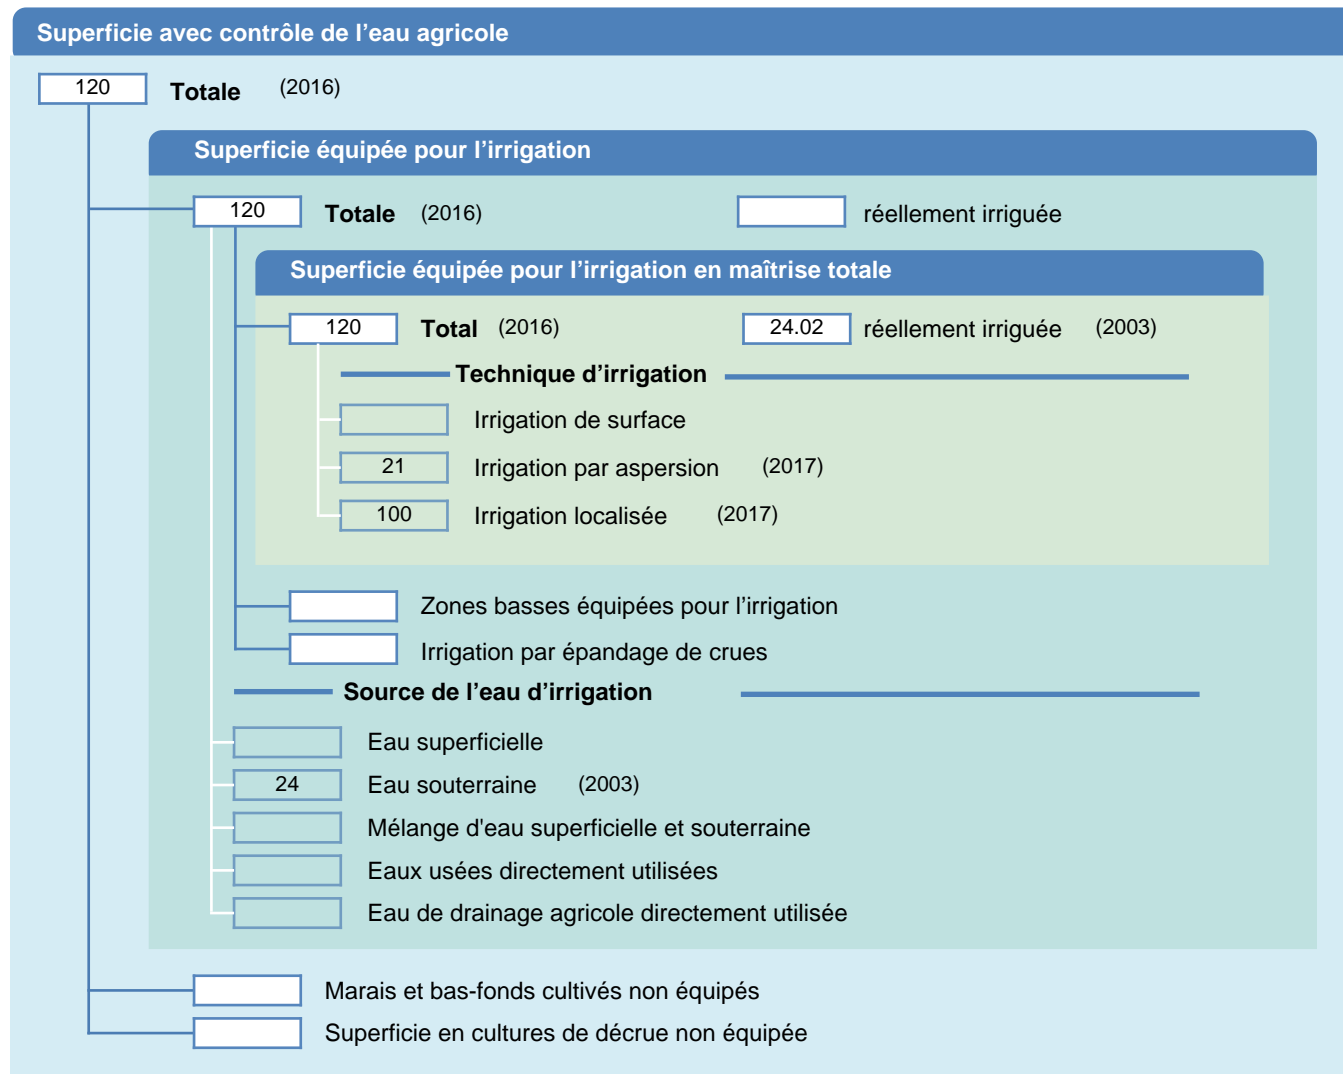 Superficie avec contrôle de l’eau agricole
120 Totale (2016)
Superficie équipée pour l’irrigation
120 Totale (2016) réellement irriguée
Superficie équipée pour l’irrigation en maîtrise totale
120 Total (2016) 24.02 réellement irriguée (2003)
Technique d’irrigation
Irrigation de surface
21 Irrigation par aspersion (2017)
100 Irrigation localisée (2017)
Zones basses équipées pour l’irrigation
Irrigation par épandage de crues
Source de l’eau d’irrigation
Eau superficielle
24 Eau souterraine (2003)
Mélange d'eau superficielle et souterraine
Eaux usées directement utilisées
Eau de drainage agricole directement utilisée
Marais et bas-fonds cultivés non équipés
Superficie en cultures de décrue non équipée